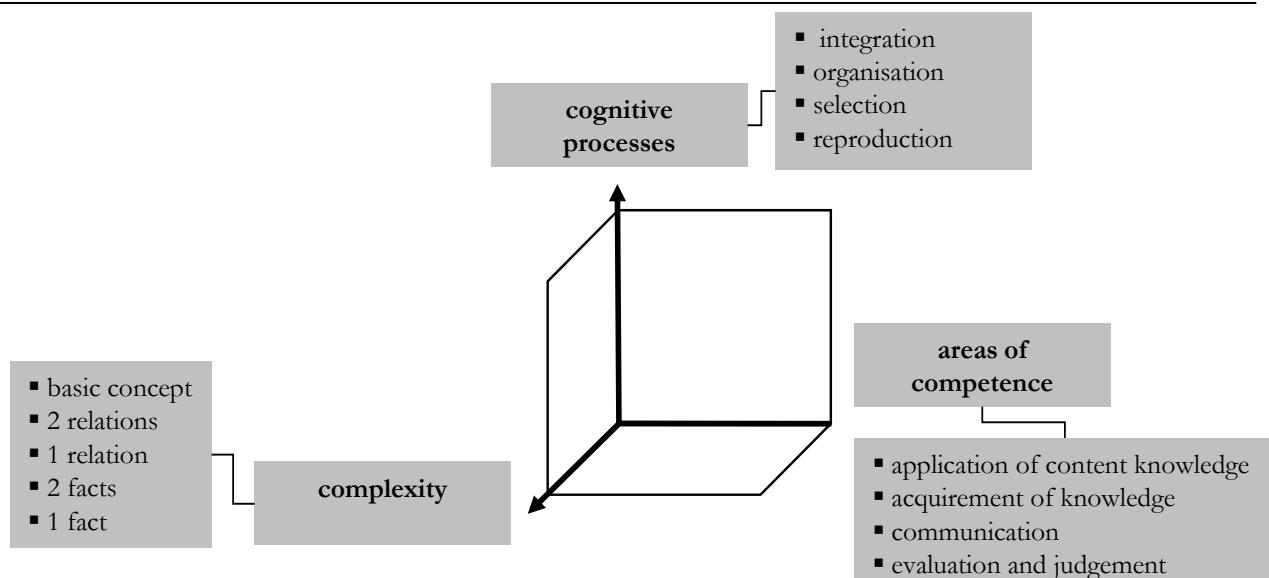 ▪ integration
▪ organisation
▪ selection
▪ reproduction
cognitive
processes
areas of
competence
▪ basic concept
▪ 2 relations
▪ 1 relation
▪ 2 facts
▪ 1 fact
complexity
▪ application of content knowledge
▪ acquirement of knowledge
▪ communication
▪ evaluation and judgement